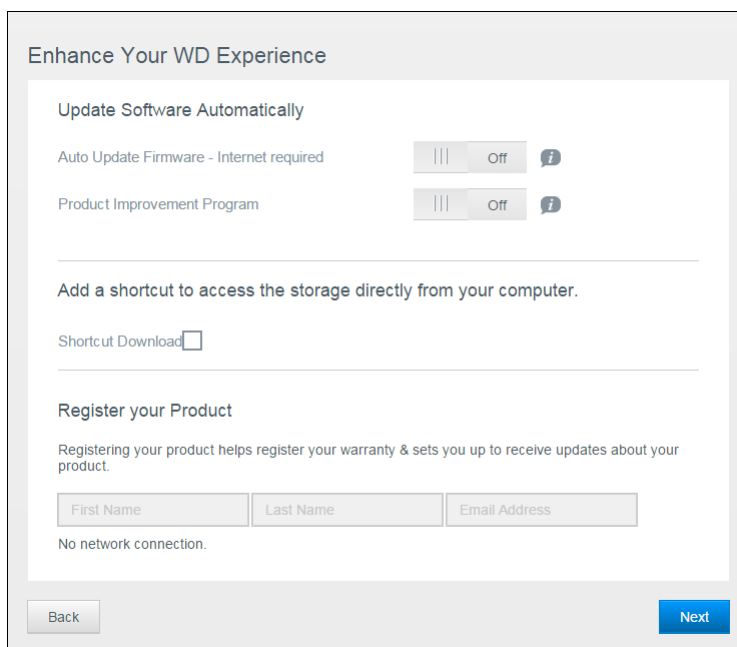 Enhance Your WD Experience
Update Software Automatically
Auto Update Firmware - Internet required
Off
i
Product Improvement Program
Off
i
Add a shortcut to access the storage directly from your computer.
Shortcut Download
Register your Product
Registering your product helps register your warranty & sets you up to receive updates about your
product.
First Name
Last Name
Email Address
No network connection.
Back
Next